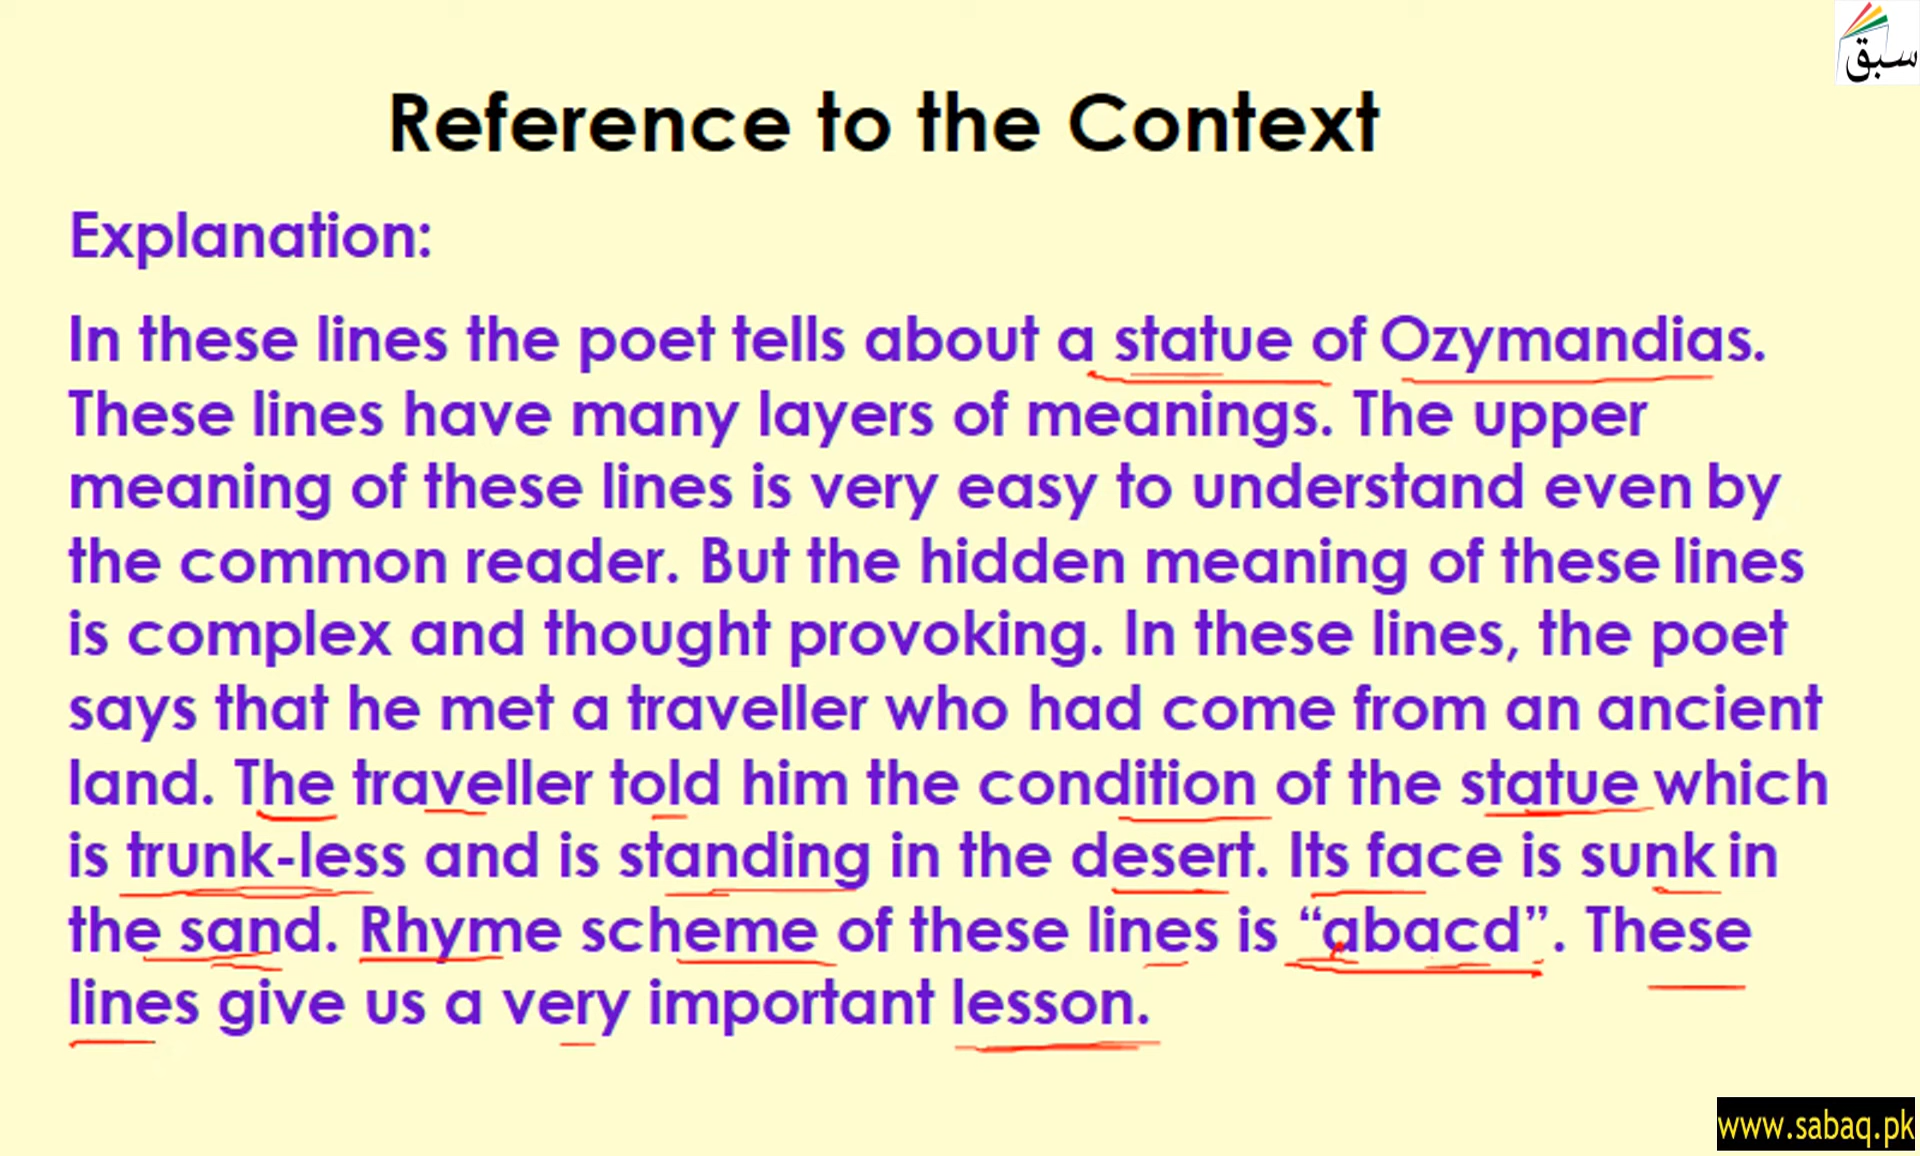 سبق
Reference to the Context
Explanation:
In these lines the poet tells about a statue of Ozymandias.
These lines have many layers of meanings. The upper
meaning of these lines is very easy to understand even by
the common reader. But the hidden meaning of these lines
is complex and thought provoking. In these lines, the poet
says that he met a traveller who had come from an ancient
land. The traveller told him the condition of the statue which
is trunk-less and is standing in the desert. Its face is sunk in
the sand. Rhyme scheme of these lines is “abacd”. These
lines give us a very important lesson.
www.sabaq.pk